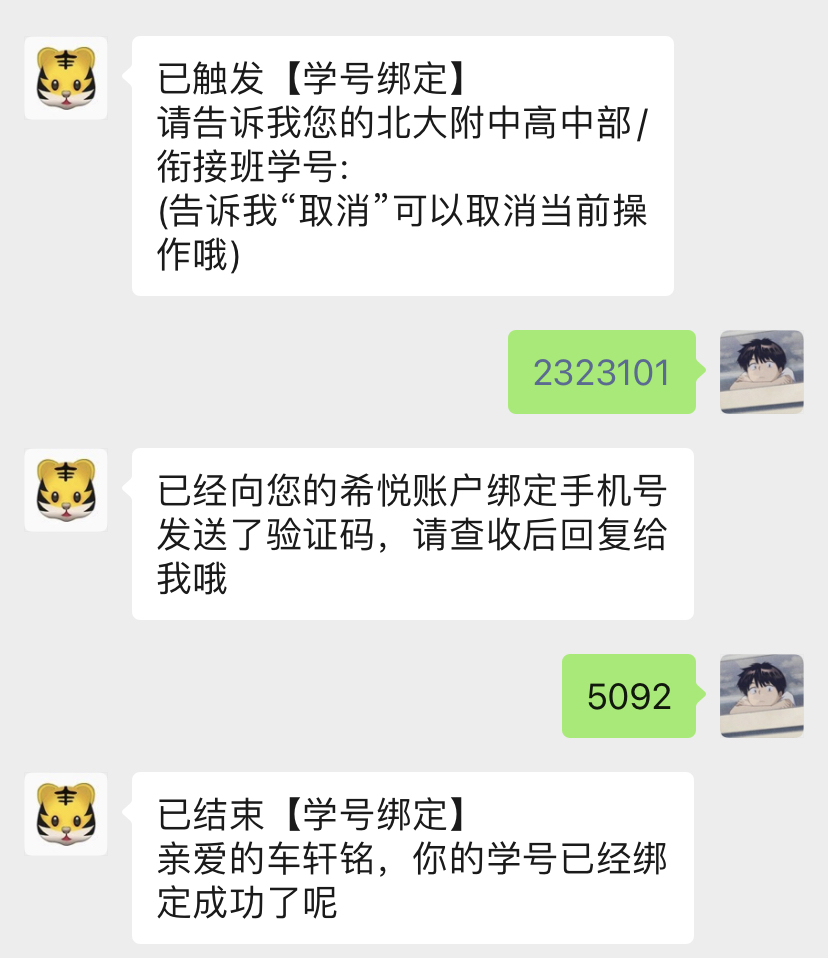 已触发【学号绑定】
请告诉我您的北大附中高中部/
衔接班学号:
(告诉我“取消”可以取消当前操
作哦)
2323101
已经向您的希悦账户绑定手机号
发送了验证码，请查收后回复给
我哦
5092
已结束【学号绑定】
亲爱的车轩铭，你的学号已经绑
定成功了呢